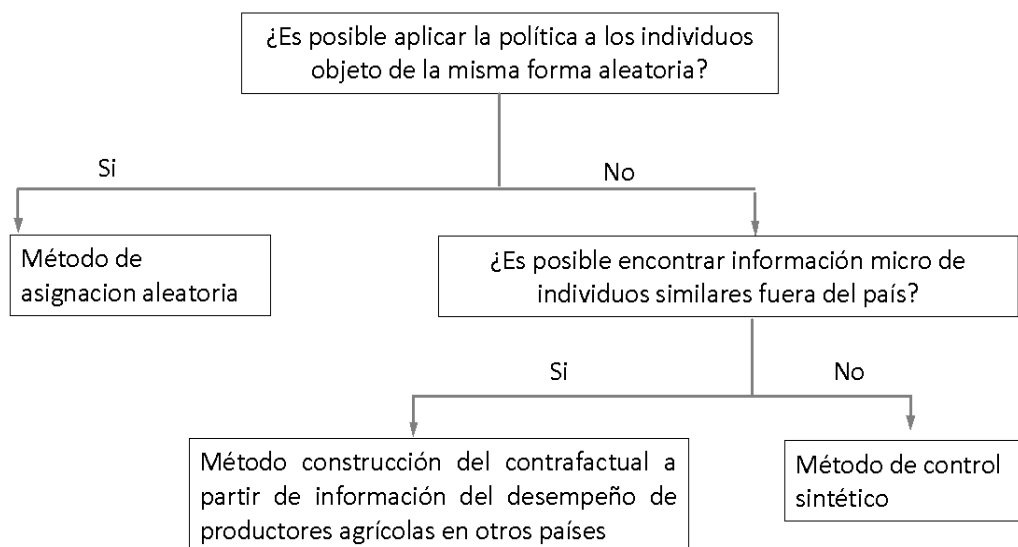 ¿Es posible aplicar la política a los individuos
objeto de la misma forma aleatoria?
Si
No
Método de
asignacion aleatoria
¿Es posible encontrar información micro de
individuos similares fuera del país?
Si
No
Método construcción del contrafactual a
partir de información del desempeño de
productores agrícolas en otros países
Método de control
sintético